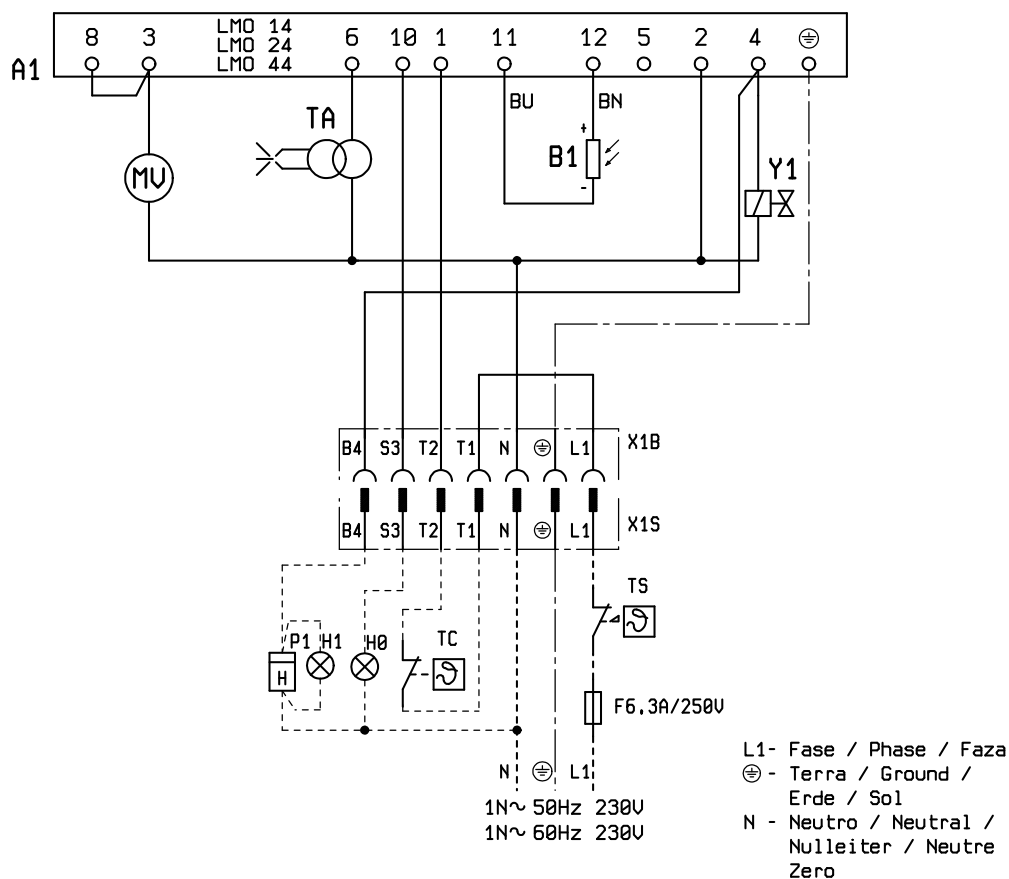 LMO 14
LMO 24
LMO 44
8 3 6 10 1 11 12 5 2 4
A1
BU BN
TA
+
B1
-
MV
Y1
B4 S3 T2 T1 N L1 X1B
B4 S3 T2 T1 N L1 X1S
TS
ϑ
P1 H1 H0 TC
H
ϑ
F6,3A/250V
N L1
1N~ 50Hz 230V
1N~ 60Hz 230V
L1- Fase / Phase / Faza
- Terra / Ground /
Erde / Sol
N - Neutro / Neutral /
Nulleiter / Neutre
Zero